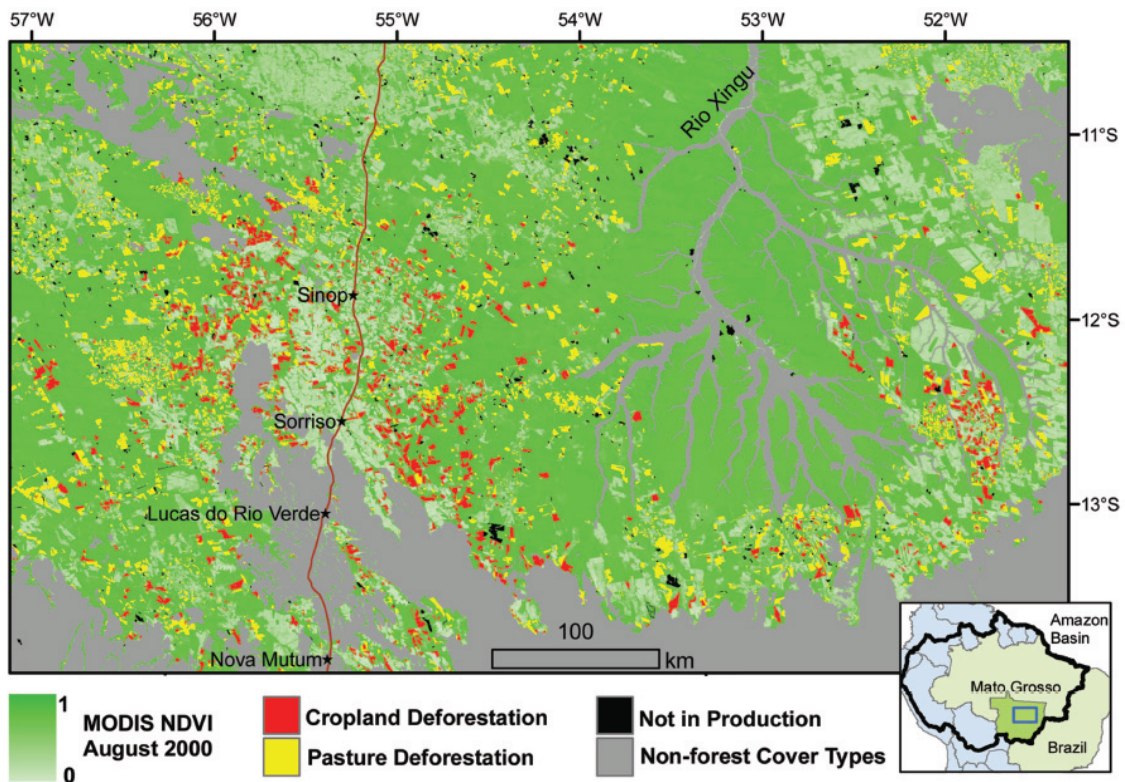 57°W 56°W 55°W 54°W 53°W 52°W
Rio Xingu
11°S
Sinop
12°S
Sorriso
Lucas do Rio Verde
13°S
Nova Mutum
100
km
Amazon
Basin
Mato Grosso
Brazil
1
0
MODIS NDVI
August 2000
Cropland Deforestation
Pasture Deforestation
Not in Production
Non-forest Cover Types